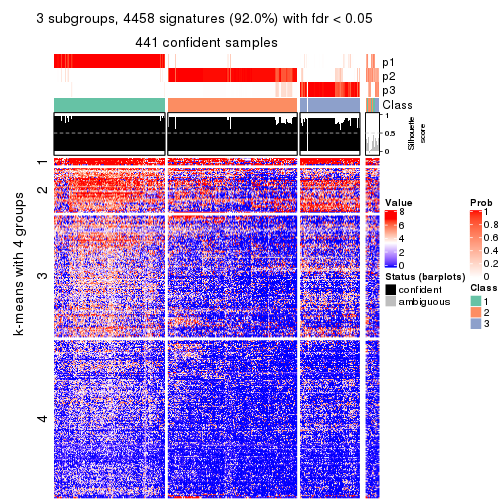 3 subgroups, 4458 signatures (92.0%) with fdr < 0.05
441 confident samples
p1
p2
p3
Class
1
0.5
0
Silhouette
score
k-means with 4 groups
1
2
3
4
Value
8
6
4
2
0
Status (barplots)
confident
ambiguous
Prob
1
0.8
0.6
0.4
0.2
0
Class
1
2
3